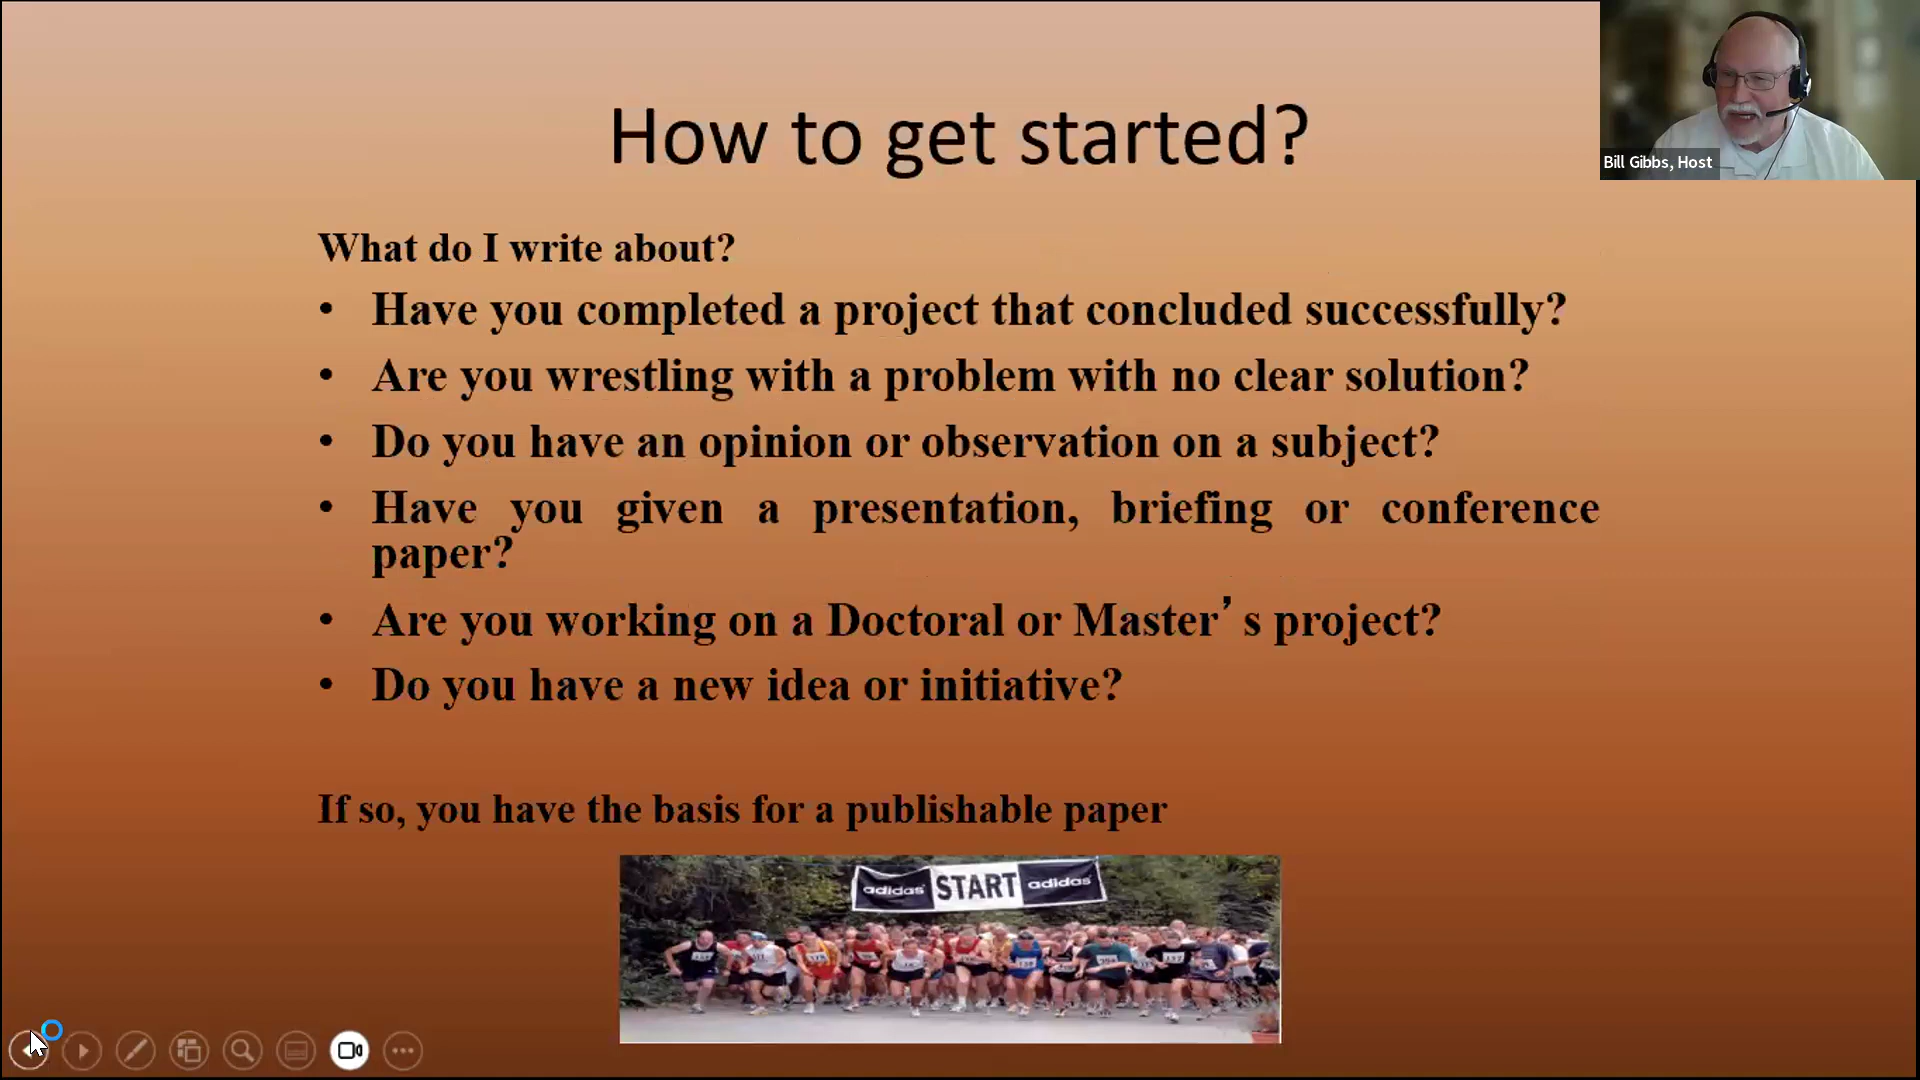 How to get started?
Bill Gibbs, Host
What do I write about?
• Have you completed a project that concluded successfully?
• Are you wrestling with a problem with no clear solution?
• Do you have an opinion or observation on a subject?
• Have you given a presentation, briefing or conference
paper?
• Are you working on a Doctoral or Master’s project?
• Do you have a new idea or initiative?
If so, you have the basis for a publishable paper
adidas START adidas